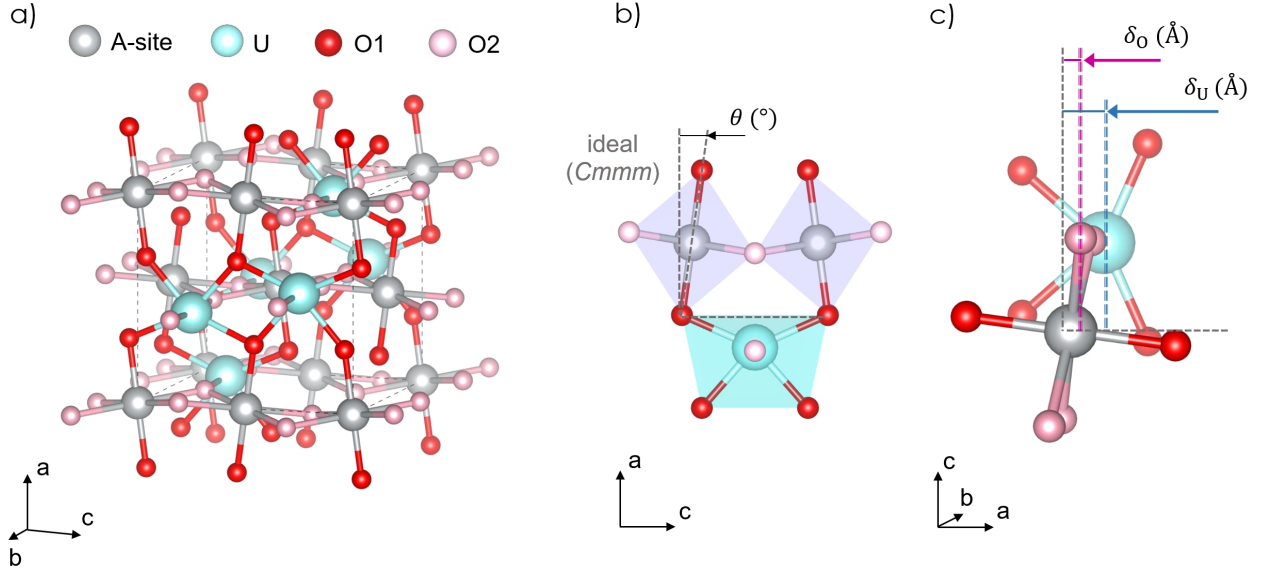 a)
A-site
U
O1
O2
a
c
b
b)
θ (°)
ideal
(Cmmm)
a
c
c)
δO (Å)
δU (Å)
c
b
a